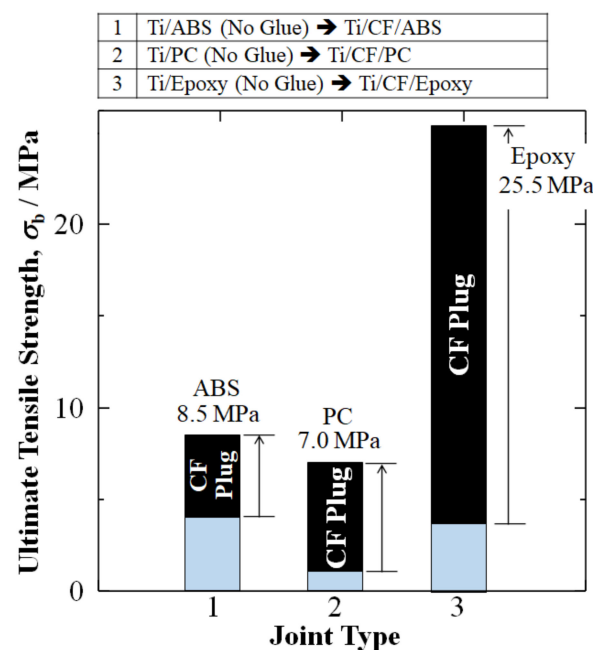 1 Ti/ABS (No Glue) ➔ Ti/CF/ABS
2 Ti/PC (No Glue) ➔ Ti/CF/PC
3 Ti/Epoxy (No Glue) ➔ Ti/CF/Epoxy
Ultimate Tensile Strength, σb / MPa
20
10
0
ABS
8.5 MPa
CF
Plug
PC
7.0 MPa
CF Plug
Epoxy
25.5 MPa
CF Plug
1 2 3
Joint Type